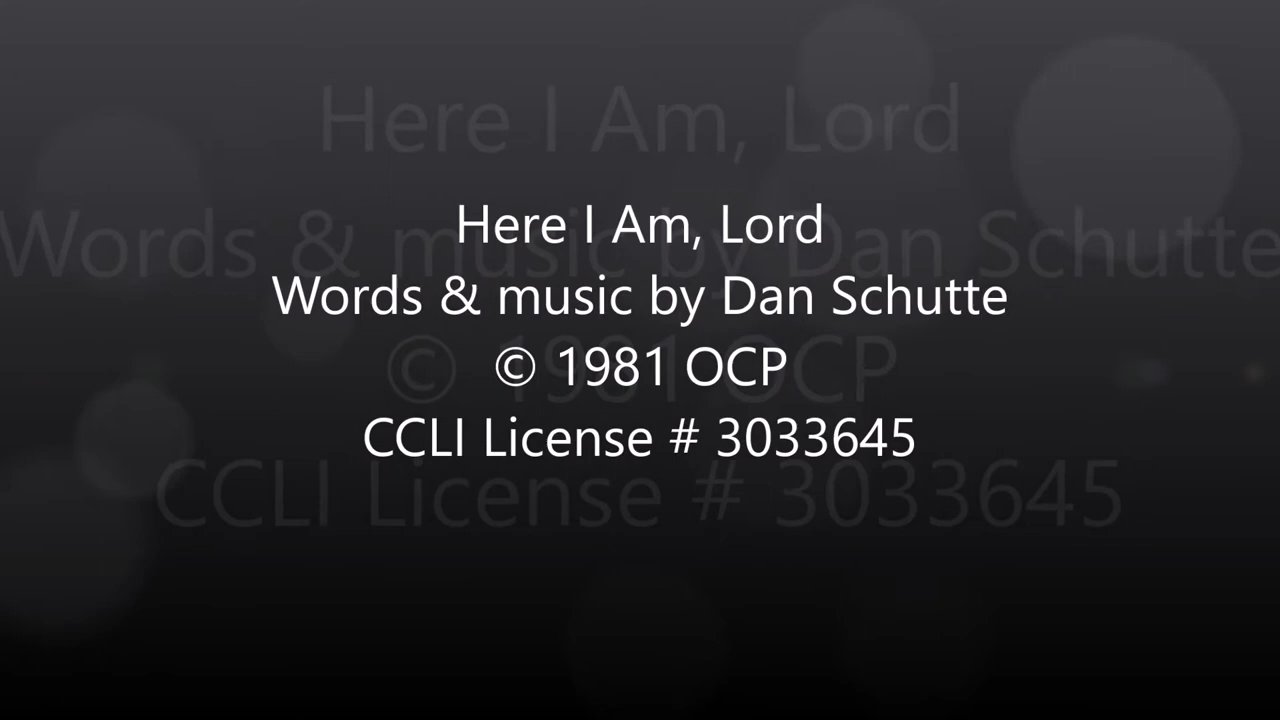 Here I Am, Lord
Words & music by Dan Schutte
© 1981 OCP
CCLI License # 3033645